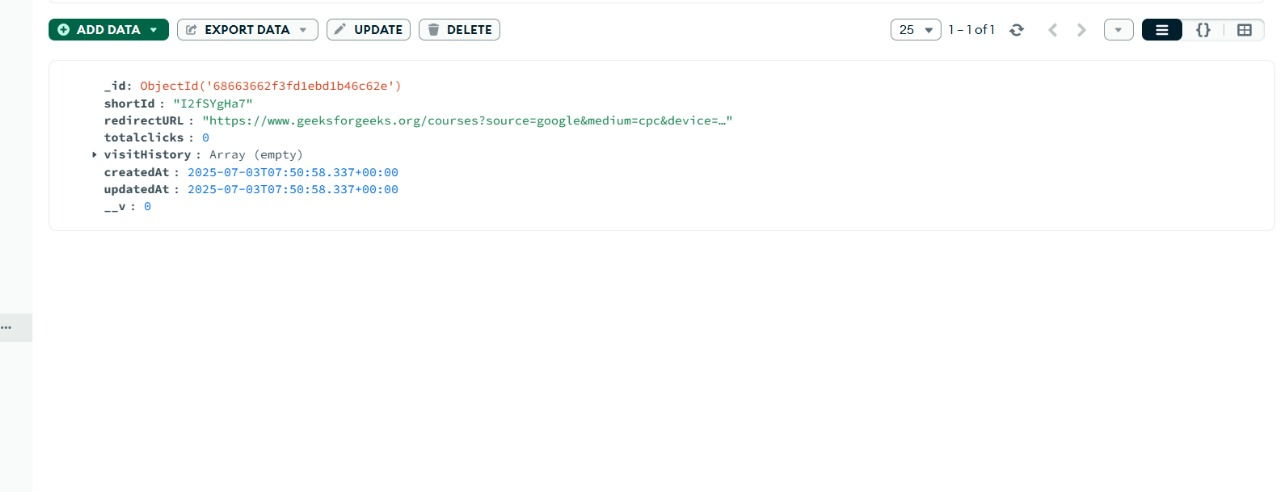 ADD DATA EXPORT DATA UPDATE DELETE 25 1 – 1 of 1 {}
_id: ObjectId('68663662f3fd1ebd1b46c62e')
shortId : "I2fSYgHa7"
redirectURL : "https://www.geeksforgeeks.org/courses?source=google&medium=cpc&device=…"
totalclicks : 0
visitHistory : Array (empty)
createdAt : 2025-07-03T07:50:58.337+00:00
updatedAt : 2025-07-03T07:50:58.337+00:00
__v : 0